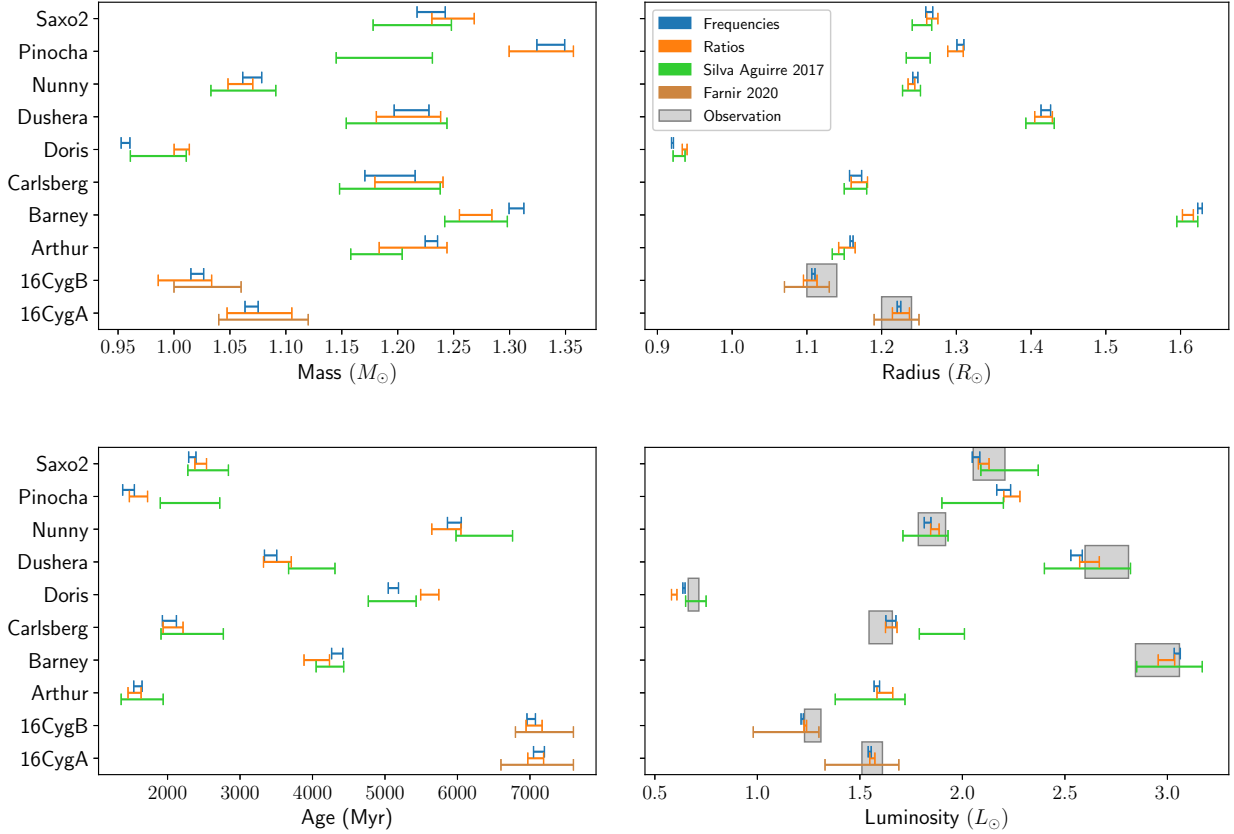 Saxo2
Pinocha
Nunny
Dushera
Doris
Carlsberg
Barney
Arthur
16CygB
16CygA
0.95 1.00 1.05 1.10 1.15 1.20 1.25 1.30 1.35
Mass (M☉)
Frequencies
Ratios
Silva Aguirre 2017
Farnir 2020
Observation
0.9 1.0 1.1 1.2 1.3 1.4 1.5 1.6
Radius (R☉)
Saxo2
Pinocha
Nunny
Dushera
Doris
Carlsberg
Barney
Arthur
16CygB
16CygA
2000 3000 4000 5000 6000 7000
Age (Myr)
0.5 1.0 1.5 2.0 2.5 3.0
Luminosity (L☉)